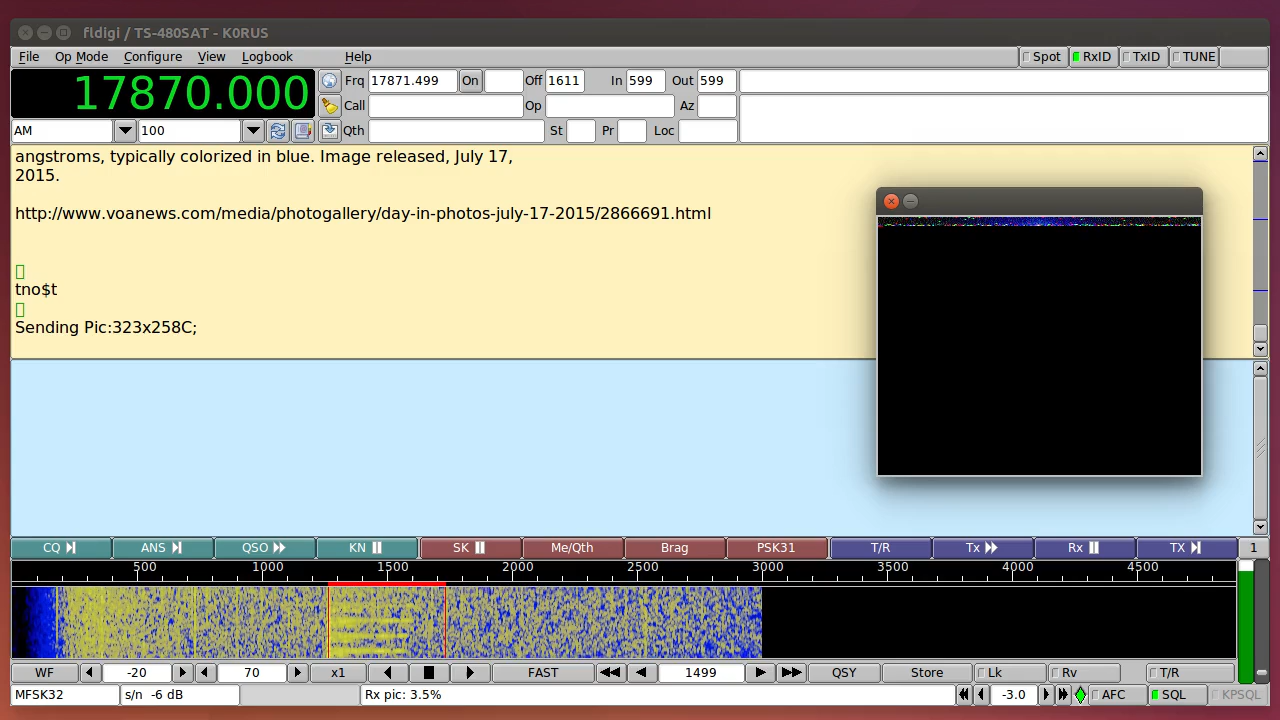 fldigi / TS-480SAT - K0RUS
File Op Mode Configure View Logbook Help Spot RxID TxID TUNE
17870.000 Frq 17871.499 On Off 1611 In 599 Out 599
Call Op Az
AM 100 Qth St Pr Loc
angstroms, typically colorized in blue. Image released, July 17,
2015.
http://www.voanews.com/media/photogallery/day-in-photos-july-17-2015/2866691.html
tno$t
Sending Pic:323x258C;
CQ ANS QSO KN SK Me/Qth Brag PSK31 T/R Tx Rx TX 1
500 1000 1500 2000 2500 3000 3500 4000 4500
WF -20 70 x1 FAST 1499 QSY Store Lk Rv T/R
MFSK32 s/n -6 dB Rx pic: 3.5% -3.0 AFC SQL KPSQL